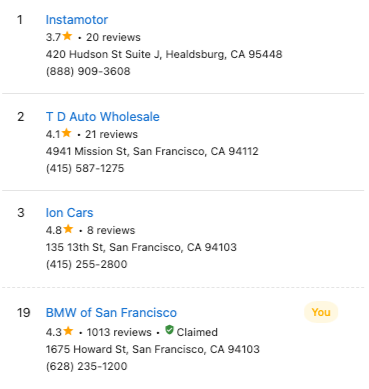 1 Instamotor
3.7★ • 20 reviews
420 Hudson St Suite J, Healdsburg, CA 95448
(888) 909-3608
2 T D Auto Wholesale
4.1★ • 21 reviews
4941 Mission St, San Francisco, CA 94112
(415) 587-1275
3 Ion Cars
4.8★ • 8 reviews
135 13th St, San Francisco, CA 94103
(415) 255-2800
19 BMW of San Francisco You
4.3★ • 1013 reviews • Claimed
1675 Howard St, San Francisco, CA 94103
(628) 235-1200